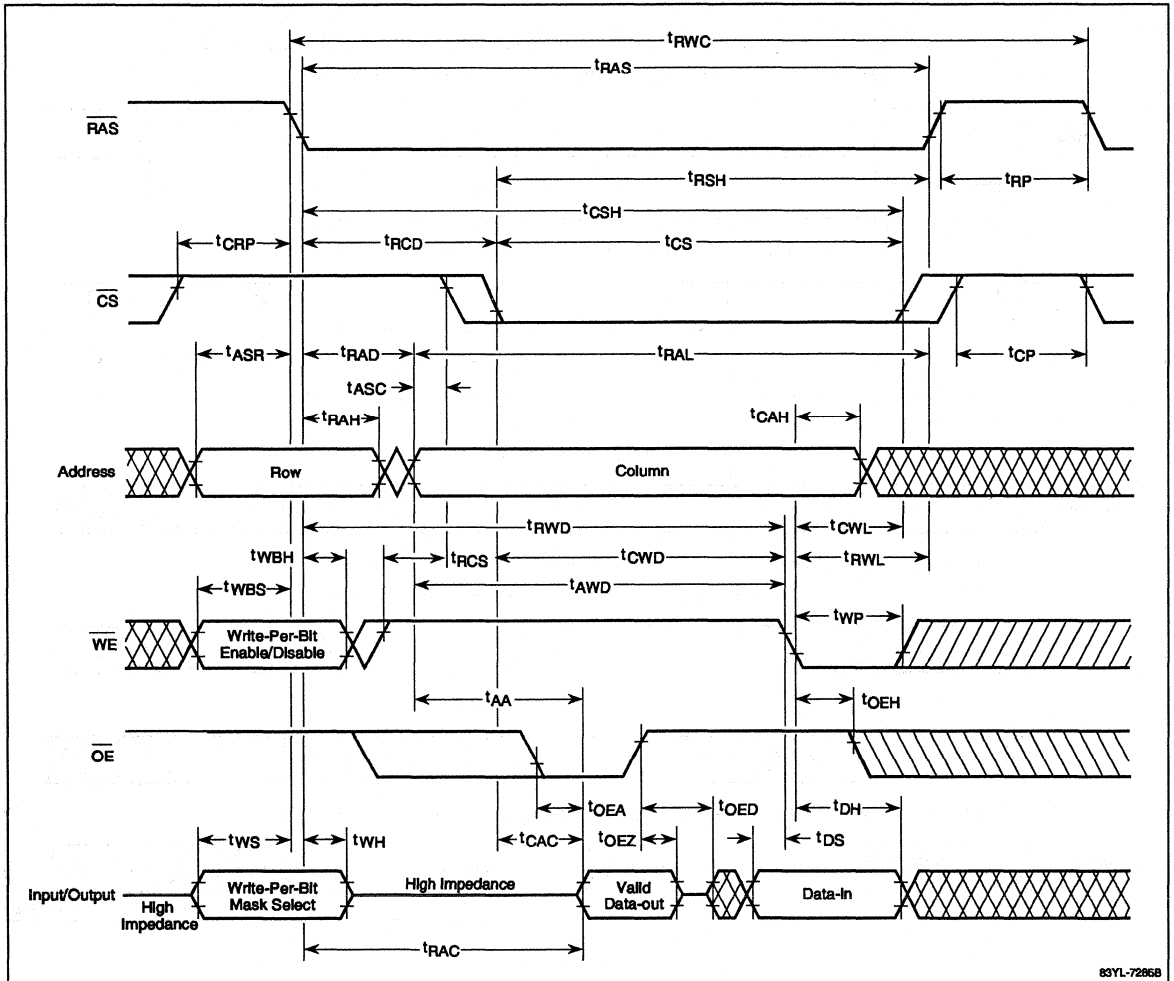 tRWC
tRAS
RAS
tRSH
tRP
tCSH
tCRP
tRCD
tCS
CS
tASR
tRAD
tRAL
tCP
tASC
tRAH
tCAH
Address
Row
Column
tRWD
tCWL
tWBH
tRCS
tCWD
tRWL
tWBS
tAWD
tWP
WE
Write-Per-Bit
Enable/Disable
tAA
tOEH
OE
tOEA
tOED
tDH
tWS
tWH
tCAC
tOEZ
tDS
Input/Output
High
Impedance
Write-Per-Bit
Mask Select
High Impedance
Valid
Data-out
Data-in
tRAC
83YL-7286B